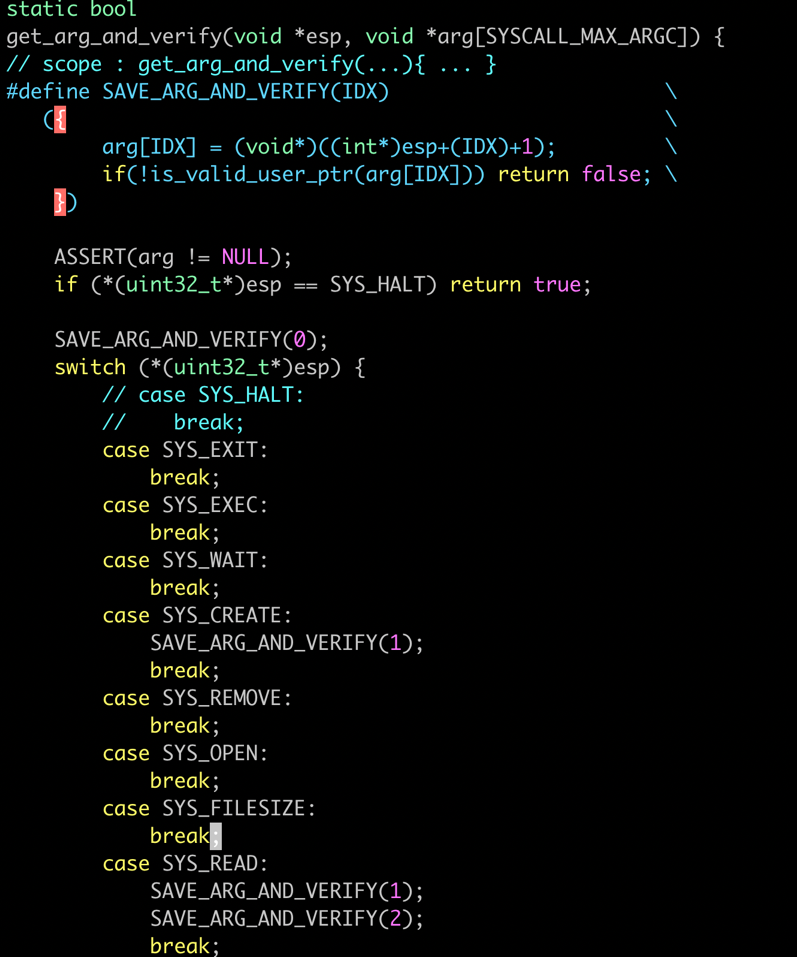 static bool
get_arg_and_verify(void *esp, void *arg[SYSCALL_MAX_ARGC]) {
// scope : get_arg_and_verify(...){ ... }
#define SAVE_ARG_AND_VERIFY(IDX)                       \
   ({                                                   \
        arg[IDX] = (void*)((int*)esp+(IDX)+1);         \
        if(!is_valid_user_ptr(arg[IDX])) return false; \
    })
    ASSERT(arg != NULL);
    if (*(uint32_t*)esp == SYS_HALT) return true;
    SAVE_ARG_AND_VERIFY(0);
    switch (*(uint32_t*)esp) {
        // case SYS_HALT:
        //    break;
        case SYS_EXIT:
            break;
        case SYS_EXEC:
            break;
        case SYS_WAIT:
            break;
        case SYS_CREATE:
            SAVE_ARG_AND_VERIFY(1);
            break;
        case SYS_REMOVE:
            break;
        case SYS_OPEN:
            break;
        case SYS_FILESIZE:
            break;
        case SYS_READ:
            SAVE_ARG_AND_VERIFY(1);
            SAVE_ARG_AND_VERIFY(2);
            break;